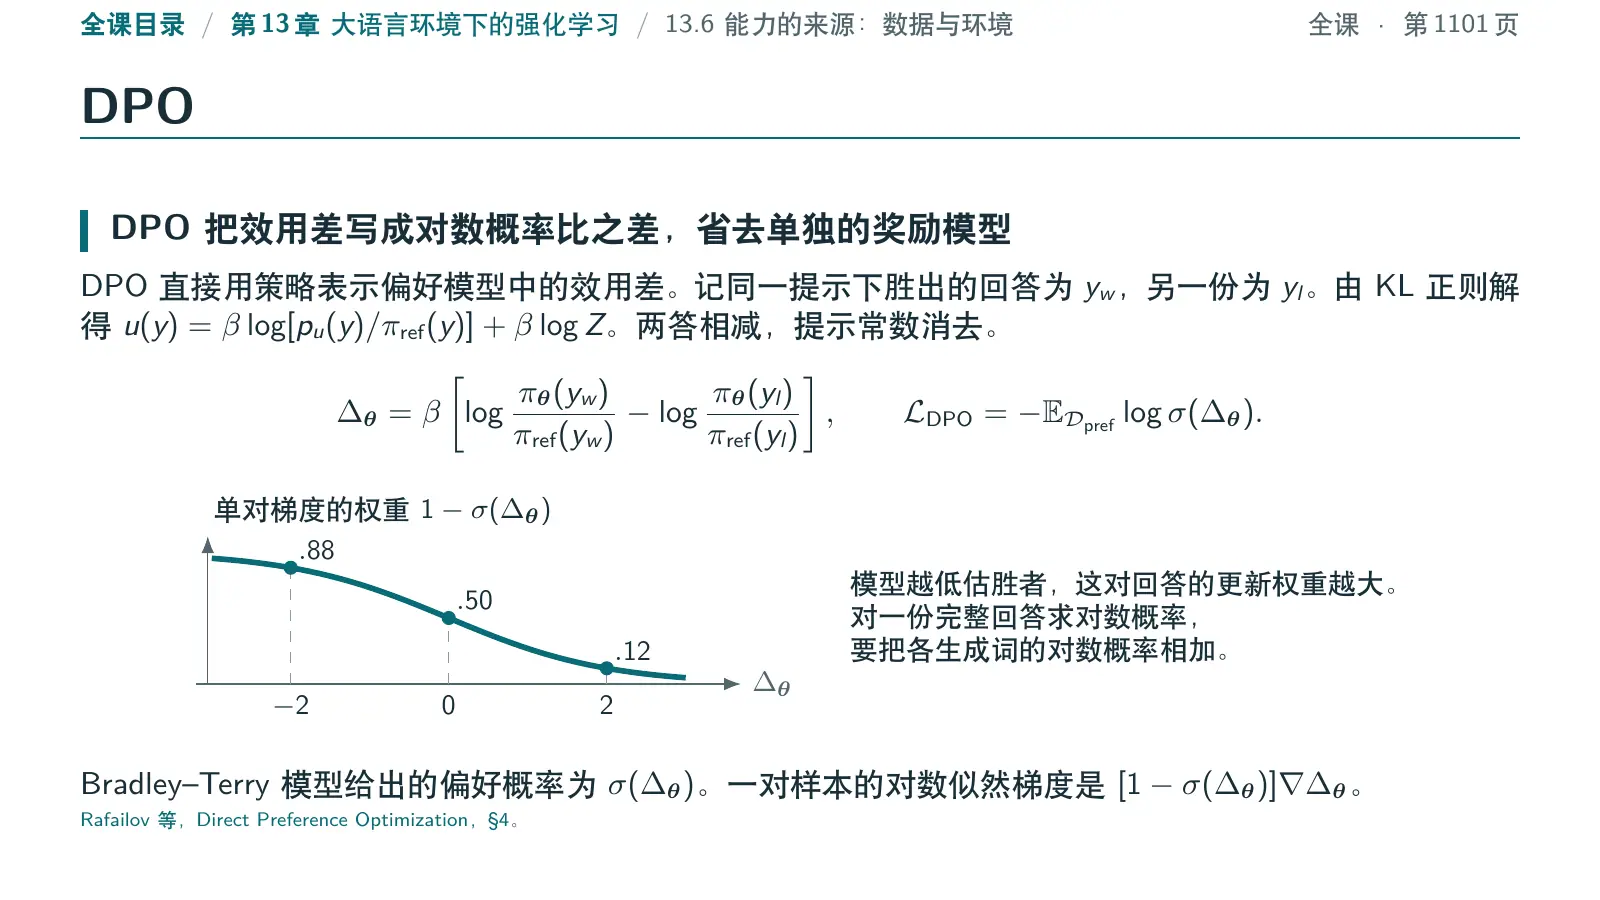 全课目录 / 第 13 章 大语言环境下的强化学习 / 13.6 能力的来源：数据与环境 全课 · 第 1101 页
DPO
DPO 把效用差写成对数概率比之差，省去单独的奖励模型
DPO 直接用策略表示偏好模型中的效用差。记同一提示下胜出的回答为 y_w，另一份为 y_l。由 KL 正则解
得 u(y) = β log[p_u(y)/π_ref(y)] + β log Z。两答相减，提示常数消去。
Δ_θ = β [log π_θ(y_w)/π_ref(y_w) − log π_θ(y_l)/π_ref(y_l)], ℒ_DPO = −𝔼_{𝒟_pref} log σ(Δ_θ).
单对梯度的权重 1 − σ(Δ_θ)
.88
.50
.12
Δ_θ
−2 0 2
模型越低估胜者，这对回答的更新权重越大。
对一份完整回答求对数概率，
要把各生成词的对数概率相加。
Bradley–Terry 模型给出的偏好概率为 σ(Δ_θ)。一对样本的对数似然梯度是 [1 − σ(Δ_θ)]∇Δ_θ。
Rafailov 等，Direct Preference Optimization，§4。